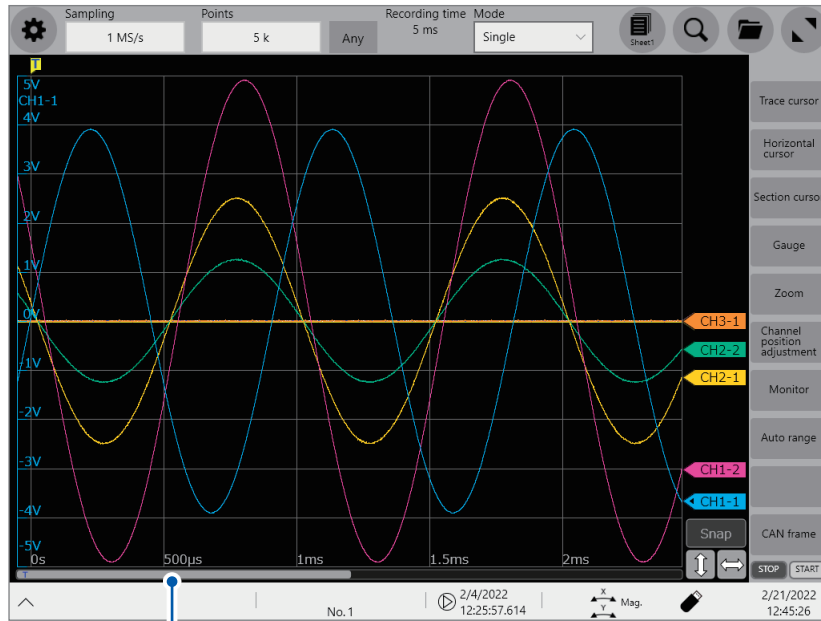 Sampling
1 MS/s
Points
5 k
Any
Recording time
5 ms
Mode
Single
Sheet1
T
5V
CH1-1
4V
3V
2V
1V
0V
-1V
-2V
-3V
-4V
-5V
0s
500µs
1ms
1.5ms
2ms
T
CH3-1
CH2-2
CH2-1
CH1-2
CH1-1
Snap
Trace cursor
Horizontal
cursor
Section curso
Gauge
Zoom
Channel
position
adjustment
Monitor
Auto range
CAN frame
STOP
START
No. 1
2/4/2022
12:25:57.614
X
Y
Mag.
2/21/2022
12:45:26